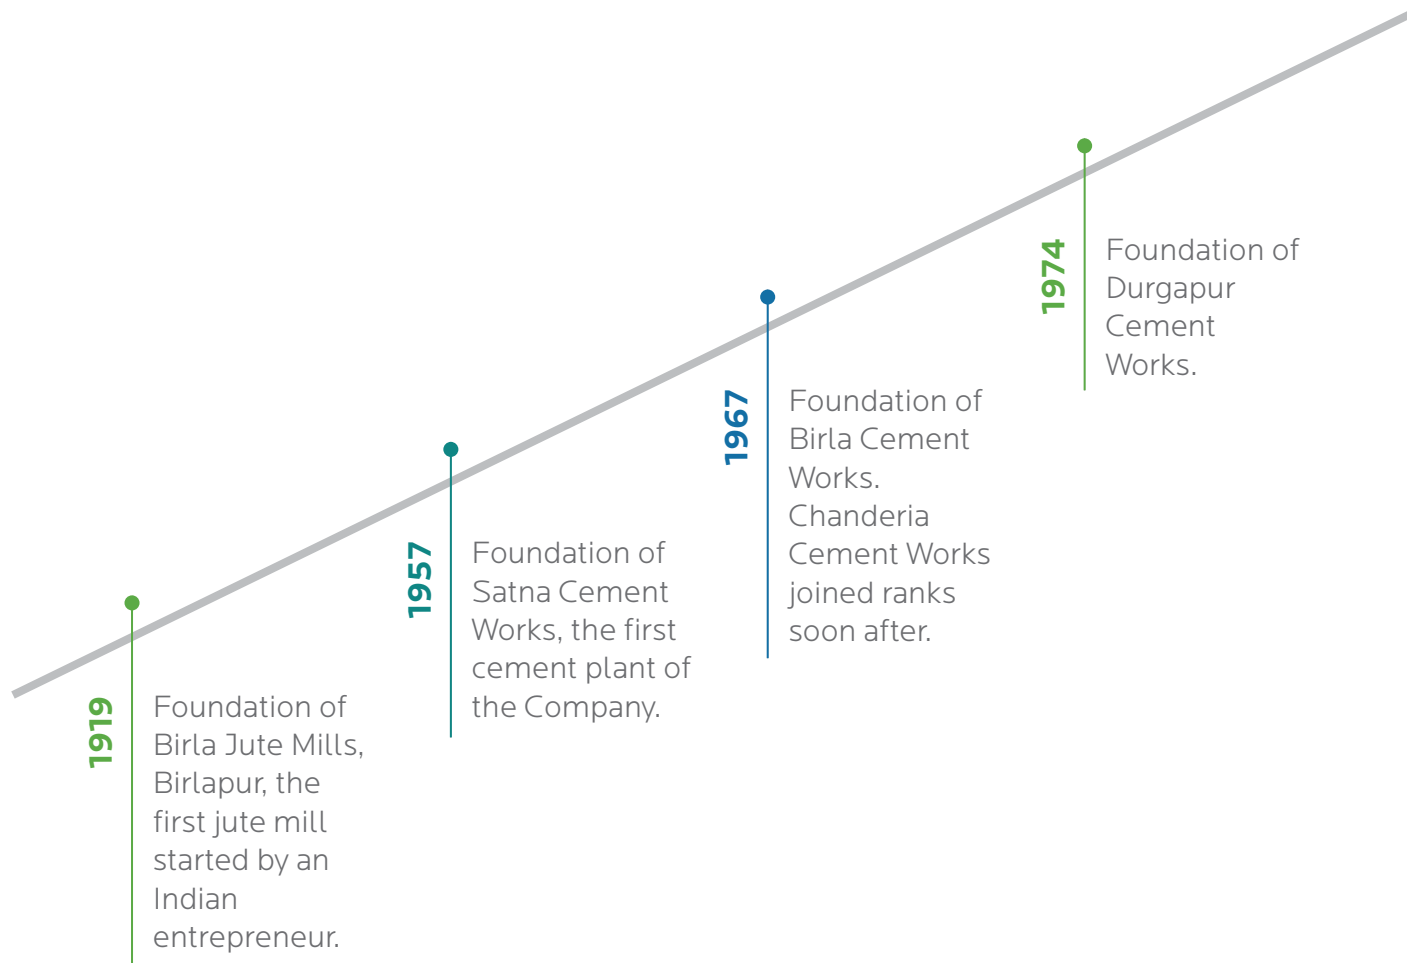 1919
Foundation of
Birla Jute Mills,
Birlapur, the
first jute mill
started by an
Indian
entrepreneur.
1957
Foundation of
Satna Cement
Works, the first
cement plant of
the Company.
1967
Foundation of
Birla Cement
Works.
Chanderia
Cement Works
joined ranks
soon after.
1974
Foundation of
Durgapur
Cement
Works.